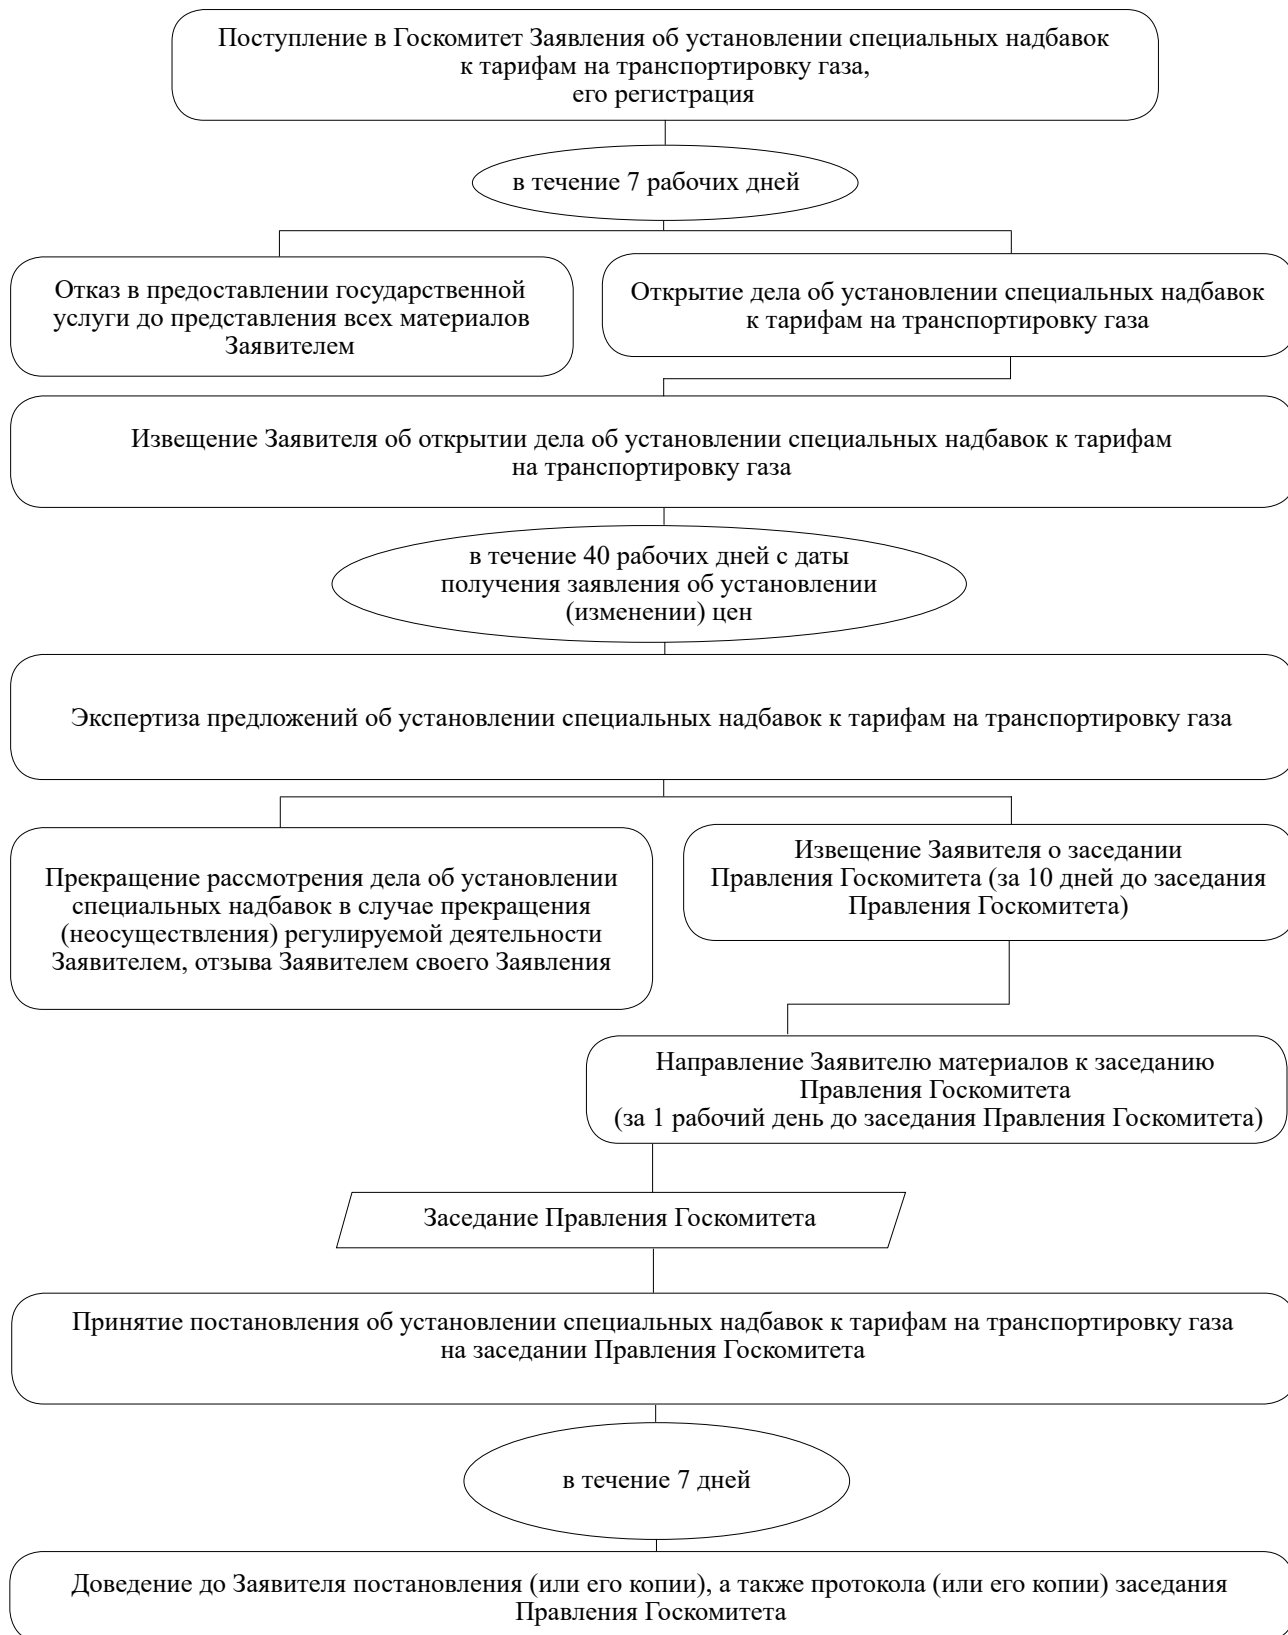 Поступление в Госкомитет Заявления об установлении специальных надбавок
к тарифам на транспортировку газа,
его регистрация
в течение 7 рабочих дней
Отказ в предоставлении государственной
услуги до представления всех материалов
Заявителем
Открытие дела об установлении специальных надбавок
к тарифам на транспортировку газа
Извещение Заявителя об открытии дела об установлении специальных надбавок к тарифам
на транспортировку газа
в течение 40 рабочих дней с даты
получения заявления об установлении
(изменении) цен
Экспертиза предложений об установлении специальных надбавок к тарифам на транспортировку газа
Прекращение рассмотрения дела об установлении
специальных надбавок в случае прекращения
(неосуществления) регулируемой деятельности
Заявителем, отзыва Заявителем своего Заявления
Извещение Заявителя о заседании
Правления Госкомитета (за 10 дней до заседания
Правления Госкомитета)
Направление Заявителю материалов к заседанию
Правления Госкомитета
(за 1 рабочий день до заседания Правления Госкомитета)
Заседание Правления Госкомитета
Принятие постановления об установлении специальных надбавок к тарифам на транспортировку газа
на заседании Правления Госкомитета
в течение 7 дней
Доведение до Заявителя постановления (или его копии), а также протокола (или его копии) заседания
Правления Госкомитета